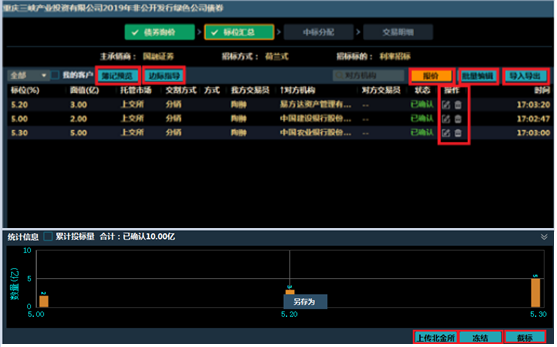 重庆三峡产业投资有限公司2019年非公开发行绿色公司债券
债券询价 标位汇总 中标分配 交易明细
主承销商： 国融证券 招标方式： 荷兰式 招标标的： 利率招标
全部 我的客户 簿记预览 边际指导 对方机构 报价 批量编辑 导入导出
标位(%) 面值(亿) 托管市场 交割方式 方式 我方交易员 对方机构... 对方交易员 状态 操作 时间
5.20 3.00 上交所 分销 陶狮 易方达资产管理有... -- 已确认 17:03:20
5.00 2.00 上交所 分销 陶狮 中国建设银行股份... -- 已确认 17:02:47
5.30 5.00 上交所 分销 陶狮 中国农业银行股份... -- 已确认 17:03:00
统计信息 累计投标量 合计：已确认10.00亿
数量(亿)
10
5
0
2 3 5
另存为
5.00 5.20 5.30
上传北金所 冻结 截标